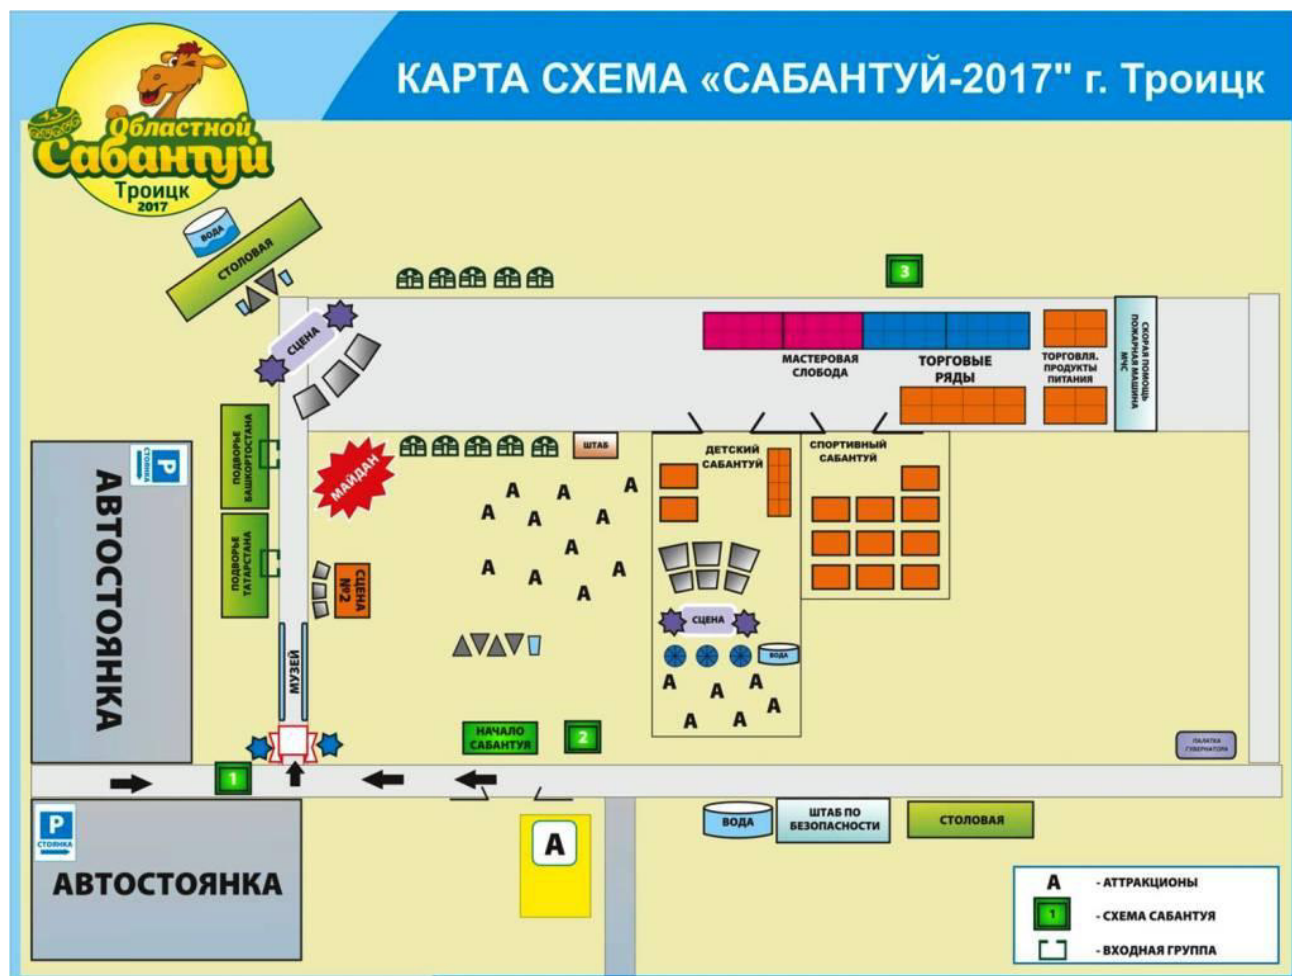 КАРТА СХЕМА «САБАНТУЙ-2017" г. Троицк
13
Областной
Сабантуй
Троицк
2017
ВОДА
СТОЛОВАЯ
СЦЕНА
3
МАСТЕРОВАЯ
СЛОБОДА
ТОРГОВЫЕ
РЯДЫ
ТОРГОВЛЯ.
ПРОДУКТЫ
ПИТАНИЯ
СКОРАЯ ПОМОЩЬ
ПОЖАРНАЯ МАШИНА
МЧС
ПОДВОРЬЕ
БАШКОРТОСТАНА
МАЙДАН
ШТАБ
ДЕТСКИЙ
САБАНТУЙ
СПОРТИВНЫЙ
САБАНТУЙ
P
СТОЯНКА
АВТОСТОЯНКА
ПОДВОРЬЕ
ТАТАРСТАНА
СЦЕНА
№2
А А А
А А А
А
А А А
А
СЦЕНА
ВОДА
МУЗЕЙ
А А А
А А А
А
НАЧАЛО
САБАНТУЯ
2
ПАЛАТКА
ГУБЕРНАТОРА
1
P
СТОЯНКА
АВТОСТОЯНКА
А
ВОДА
ШТАБ ПО
БЕЗОПАСНОСТИ
СТОЛОВАЯ
А - АТТРАКЦИОНЫ
1 - СХЕМА САБАНТУЯ
- ВХОДНАЯ ГРУППА